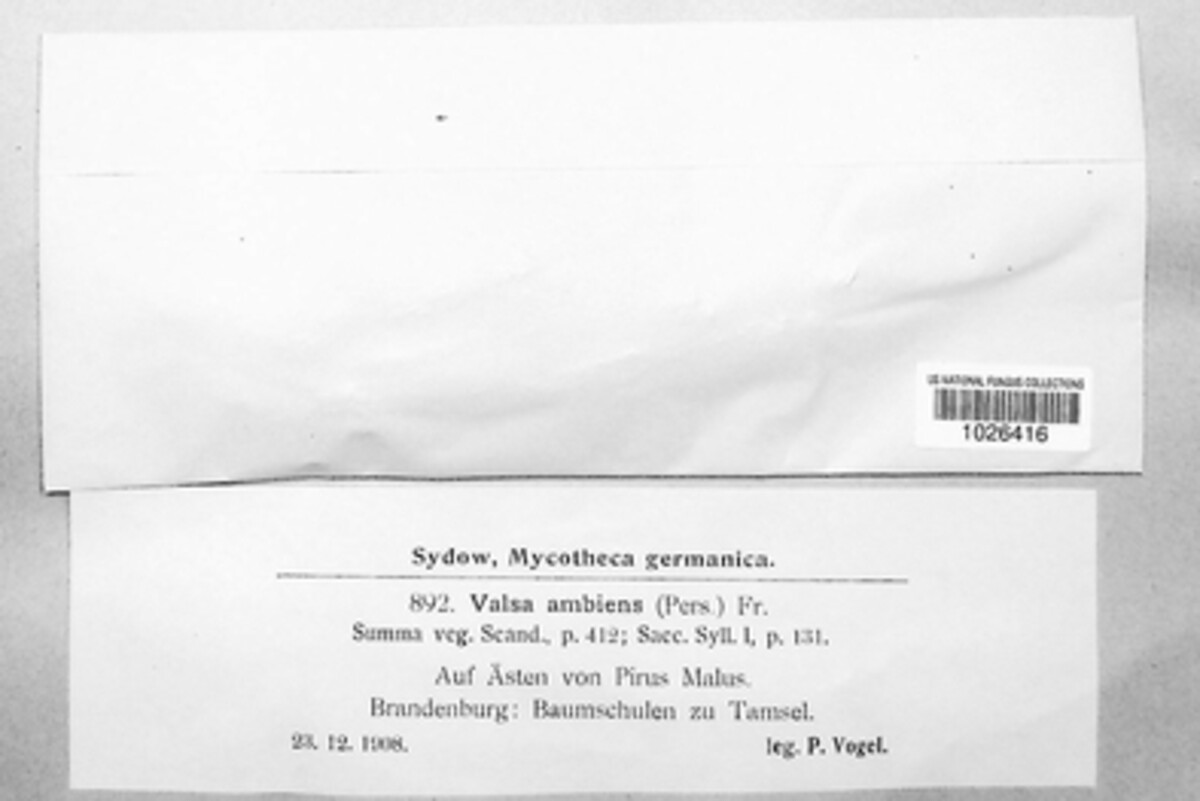 US NATIONAL FUNGUS COLLECTIONS
1026416
Sydow, Mycotheca germanica.
892. Valsa ambiens (Pers.) Fr.
Summa veg. Scand., p. 412; Sacc. Syll. I, p. 131.
Auf Ästen von Pirus Malus.
Brandenburg: Baumschulen zu Tamsel.
23. 12. 1908. leg. P. Vogel.